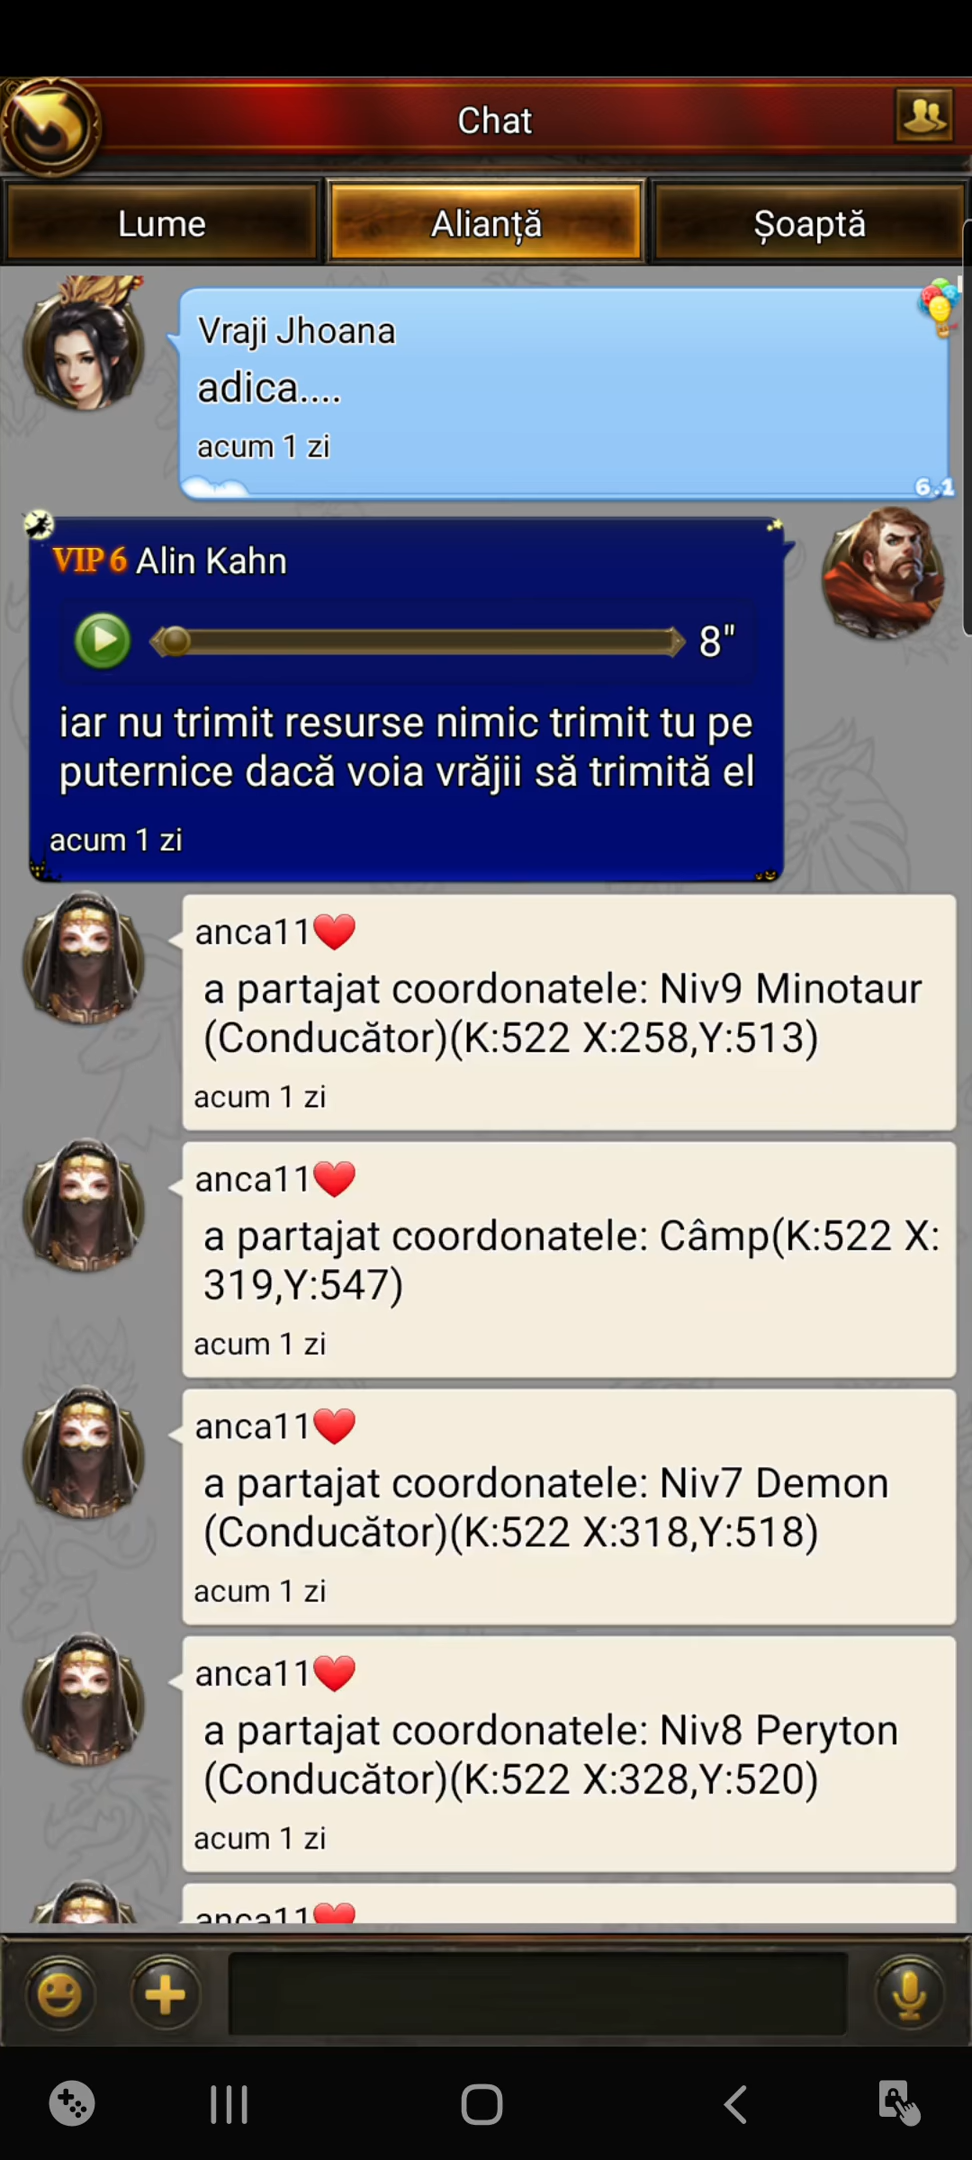 Chat
Lume
Alianță
Șoaptă
Vraji Jhoana
adica....
acum 1 zi
6.1
VIP 6 Alin Kahn
8"
iar nu trimit resurse nimic trimit tu pe
puternice dacă voia vrăjii să trimită el
acum 1 zi
anca11❤️
a partajat coordonatele: Niv9 Minotaur
(Conducător)(K:522 X:258,Y:513)
acum 1 zi
anca11❤️
a partajat coordonatele: Câmp(K:522 X:
319,Y:547)
acum 1 zi
anca11❤️
a partajat coordonatele: Niv7 Demon
(Conducător)(K:522 X:318,Y:518)
acum 1 zi
anca11❤️
a partajat coordonatele: Niv8 Peryton
(Conducător)(K:522 X:328,Y:520)
acum 1 zi
anca11❤️